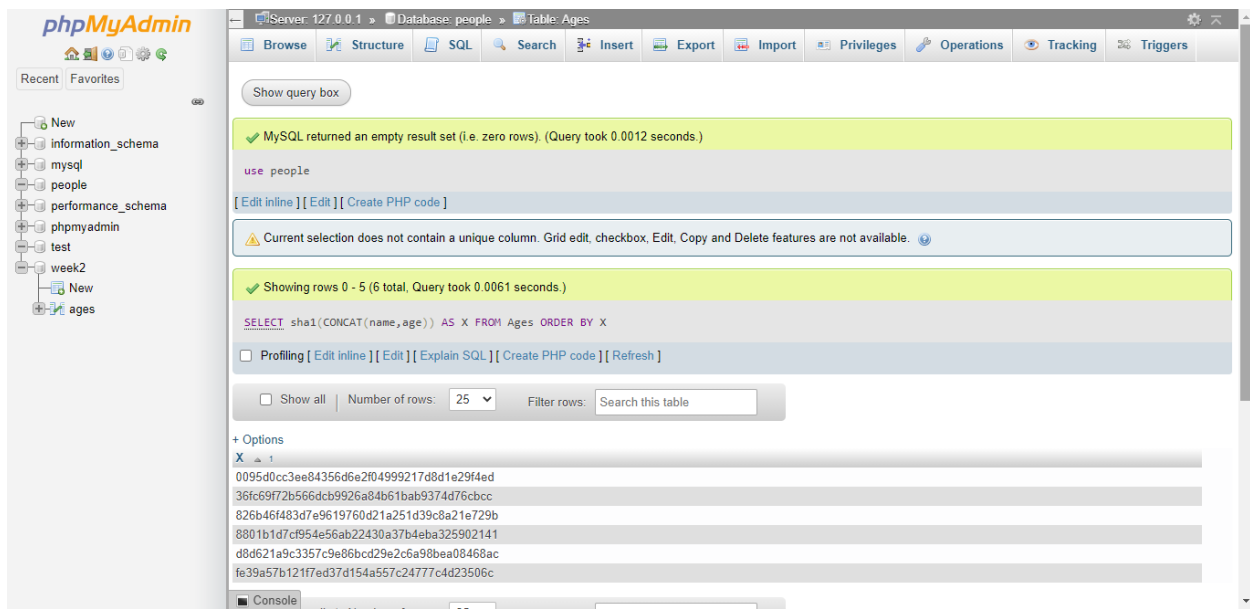 phpMyAdmin
Recent Favorites
New
information_schema
mysql
people
performance_schema
phpmyadmin
test
week2
New
ages
Server: 127.0.0.1 » Database: people » Table: Ages
Browse Structure SQL Search Insert Export Import Privileges Operations Tracking Triggers
Show query box
MySQL returned an empty result set (i.e. zero rows). (Query took 0.0012 seconds.)
use people
[ Edit inline ] [ Edit ] [ Create PHP code ]
Current selection does not contain a unique column. Grid edit, checkbox, Edit, Copy and Delete features are not available.
Showing rows 0 - 5 (6 total, Query took 0.0061 seconds.)
SELECT sha1(CONCAT(name,age)) AS X FROM Ages ORDER BY X
Profiling [ Edit inline ] [ Edit ] [ Explain SQL ] [ Create PHP code ] [ Refresh ]
Show all Number of rows: 25 Filter rows: Search this table
+ Options
X 1
0095d0cc3ee84356d6e2f04999217d8d1e29f4ed
36fc69f72b566dcb9926a84b61bab9374d76cbcc
826b46f483d7e9619760d21a251d39c8a21e729b
8801b1d7cf954e56ab22430a37b4eba325902141
d8d621a9c3357c9e86bcd29e2c6a98bea08468ac
fe39a57b121f7ed37d154a557c24777c4d23506c
Console